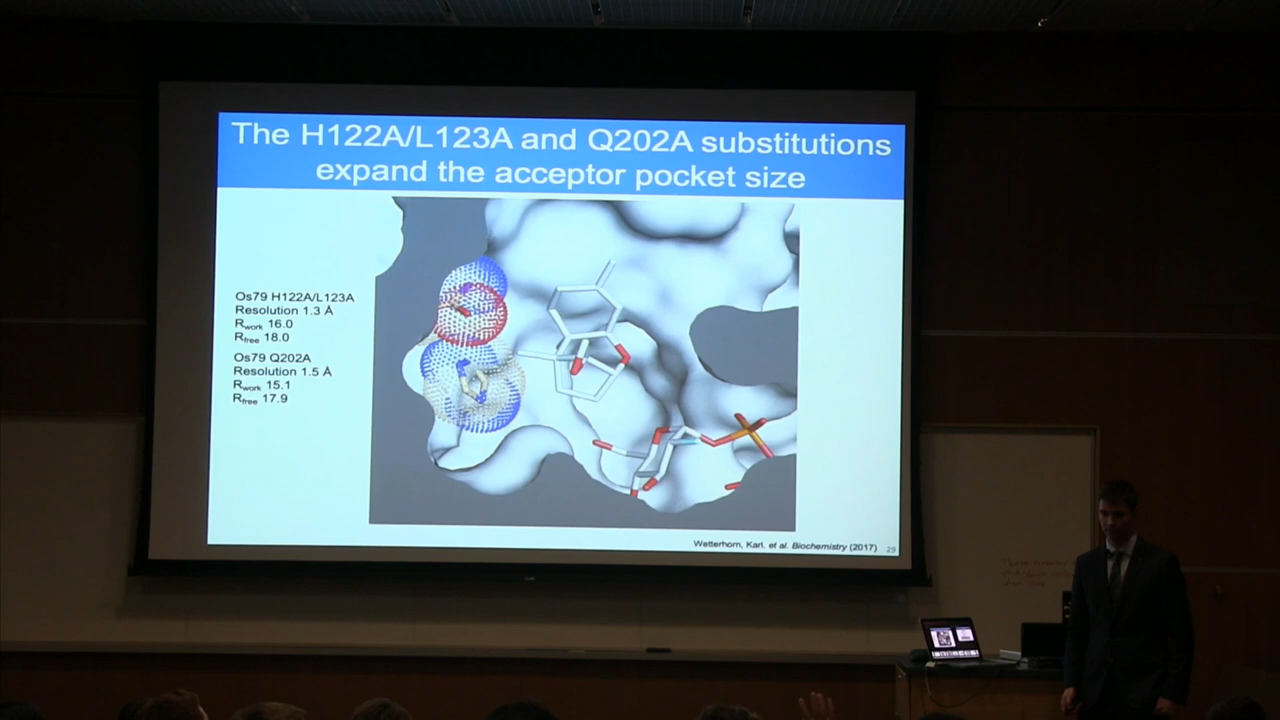 The H122A/L123A and Q202A substitutions
expand the acceptor pocket size
Os79 H122A/L123A
Resolution 1.3 Å
Rwork 16.0
Rfree 18.0
Os79 Q202A
Resolution 1.5 Å
Rwork 15.1
Rfree 17.9
Wetterhorn, Karl. et al. Biochemistry (2017) 29